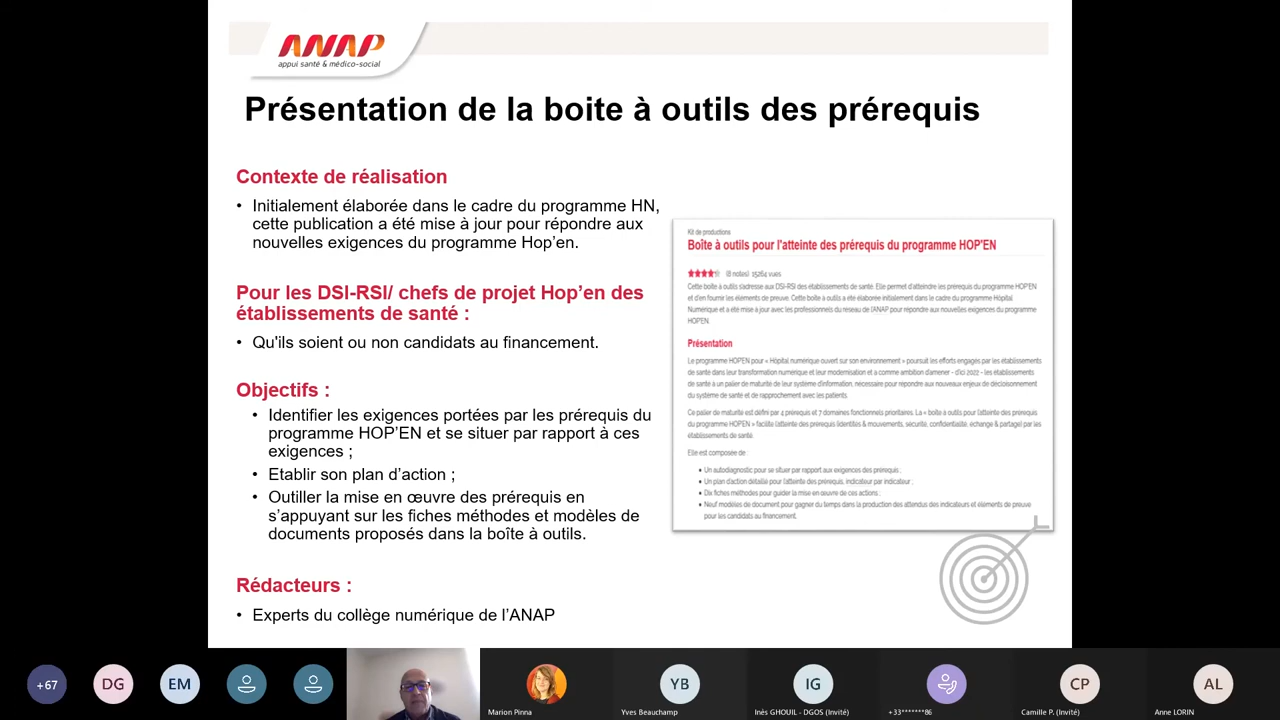 ANAP
appui santé & médico-social
Présentation de la boite à outils des prérequis
Contexte de réalisation
• Initialement élaborée dans le cadre du programme HN,
cette publication a été mise à jour pour répondre aux
nouvelles exigences du programme Hop’en.
Pour les DSI-RSI/ chefs de projet Hop’en des
établissements de santé :
• Qu'ils soient ou non candidats au financement.
Objectifs :
• Identifier les exigences portées par les prérequis du
programme HOP’EN et se situer par rapport à ces
exigences ;
• Etablir son plan d’action ;
• Outiller la mise en œuvre des prérequis en
s’appuyant sur les fiches méthodes et modèles de
documents proposés dans la boîte à outils.
Rédacteurs :
• Experts du collège numérique de l’ANAP
Kit de productions
Boîte à outils pour l'atteinte des prérequis du programme HOP'EN
(8 notes) 15264 vues
Cette boite à outils s'adresse aux DSI-RSI des établissements de santé. Elle permet d'atteindre les prérequis du programme HOP'EN
et d'en fournir les éléments de preuve. Cette boite à outils a été élaborée initialement dans le cadre du programme Hôpital
Numérique et a été mise à jour avec les professionnels du reseau de l'ANAP pour répondre aux nouvelles exigences du programme
HOP'EN.
Présentation
Le programme HOP'EN pour « Hôpital numérique ouvert sur son environnement » poursuit les efforts engagés par les établissements
de santé dans leur transformation numérique et leur modernisation et a comme ambition d'amener - d'ici 2022 - les établissements
de santé à un palier de maturité de leur système d'information, nécessaire pour répondre aux nouveaux enjeux de décloisonnement
du système de santé et de rapprochement avec les patients.
Ce palier de maturité est défini par 4 prérequis et 7 domaines fonctionnels prioritaires. La « boite à outils pour l'atteinte des prérequis
du programme HOP'EN » facilite l'atteinte des prérequis (identités & mouvements, sécurité, confidentialité, échange & partage) par les
établissements de santé.
Elle est composée de :
• Un autodiagnostic pour se situer par rapport aux exigences des prérequis ;
• Un plan d'action détaillé pour l'atteinte des prérequis, indicateur par indicateur ;
• Dix fiches méthodes pour guider la mise en œuvre de ces actions ;
• Neuf modèles de document pour gagner du temps dans la production des attendus des indicateurs et éléments de preuve
pour les candidats au financement.
+67
DG
EM
Marion Pinna
YB
Yves Beauchamp
IG
Inès GHOUIL - DGOS (Invité)
+33*******86
CP
Camille P. (Invité)
AL
Anne LORIN